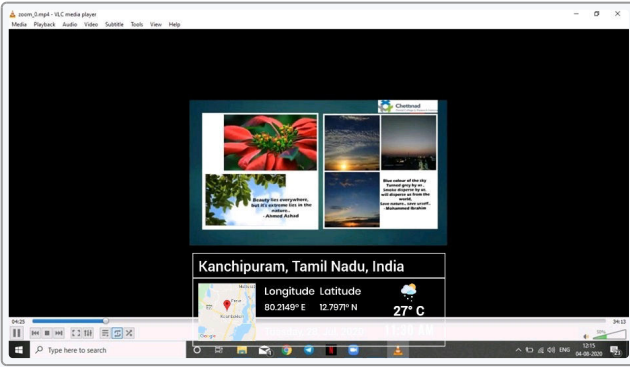 zoom_0.mp4 - VLC media player
Media Playback Audio Video Subtitle Tools View Help
Chettinad
Beauty lies everywhere,
but it's extreme lies in the
nature..
- Ahmed Ashad
Blue colour of the sky
Turned grey by us,
Smoke disperse by us,
will disperse us from the
world,
Save nature.. save urself..
- Mohammed Ibrahim
Kanchipuram, Tamil Nadu, India
Longitude Latitude
80.2149° E 12.7971° N
27° C
Google
04:25
34:13
Type here to search
ENG
12:15
04-08-2020